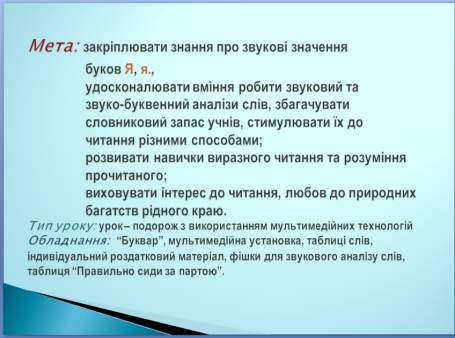 Мета: закріплювати знання про звукові значення
буков Я, я.,
удосконалювати вміння робити звуковий та
звуко-буквенний аналізи слів, збагачувати
словниковий запас учнів, стимулювати їх до
читання різними способами;
розвивати навички виразного читання та розуміння
прочитаного;
виховувати інтерес до читання, любов до природних
багатств рідного краю.
Тип уроку: урок – подорож з використанням мультимедійних технологій
Обладнання: “Буквар”, мультимедійна установка, таблиці слів,
індивідуальний роздатковий матеріал, фішки для звукового аналізу слів,
таблиця “Правильно сиди за партою”.